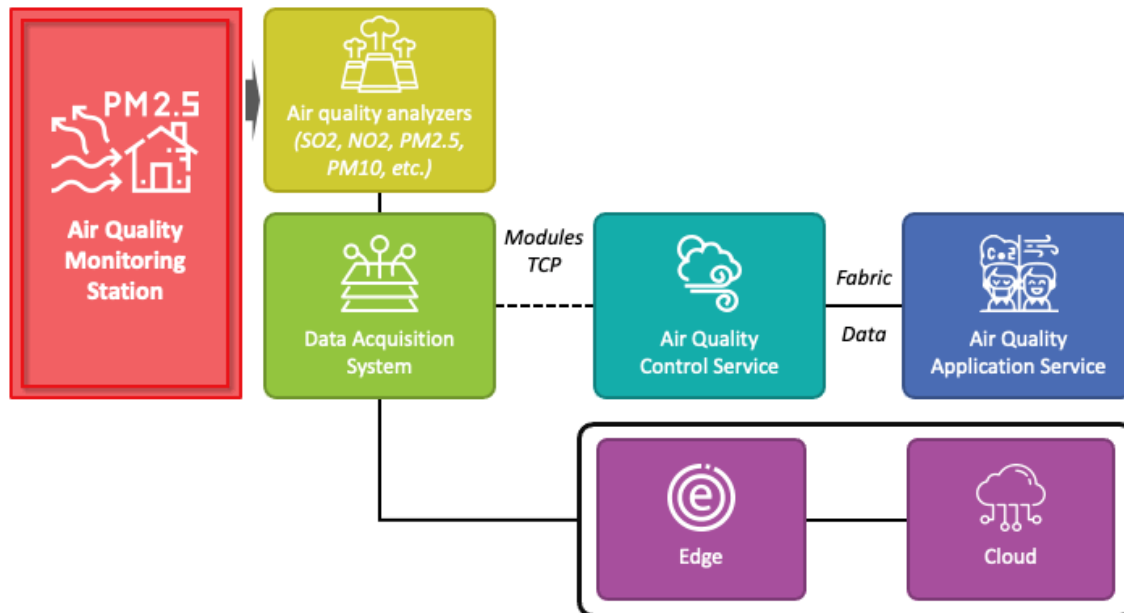 PM2.5
Air Quality
Monitoring
Station
Air quality analyzers
(SO2, NO2, PM2.5,
PM10, etc.)
Data Acquisition
System
Modules
TCP
Air Quality
Control Service
Fabric
Data
CO2
Air Quality
Application Service
e
Edge
Cloud